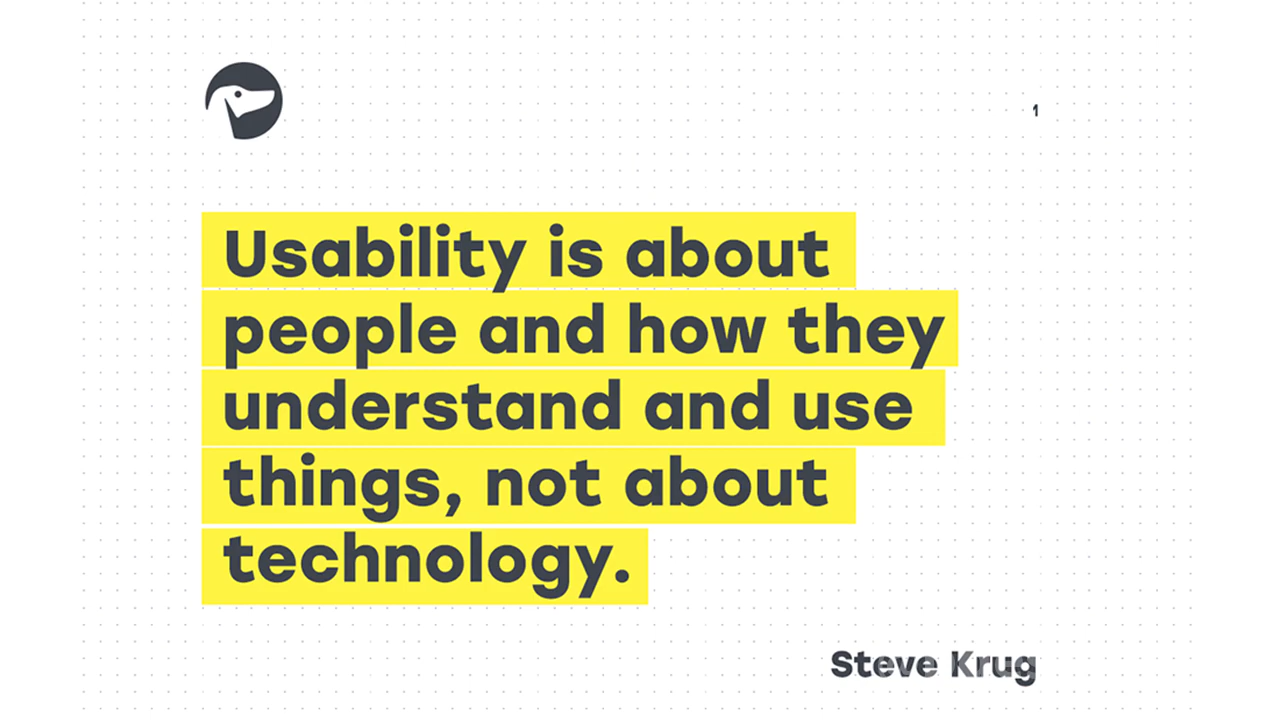 1
Usability is about
people and how they
understand and use
things, not about
technology.
Steve Krug